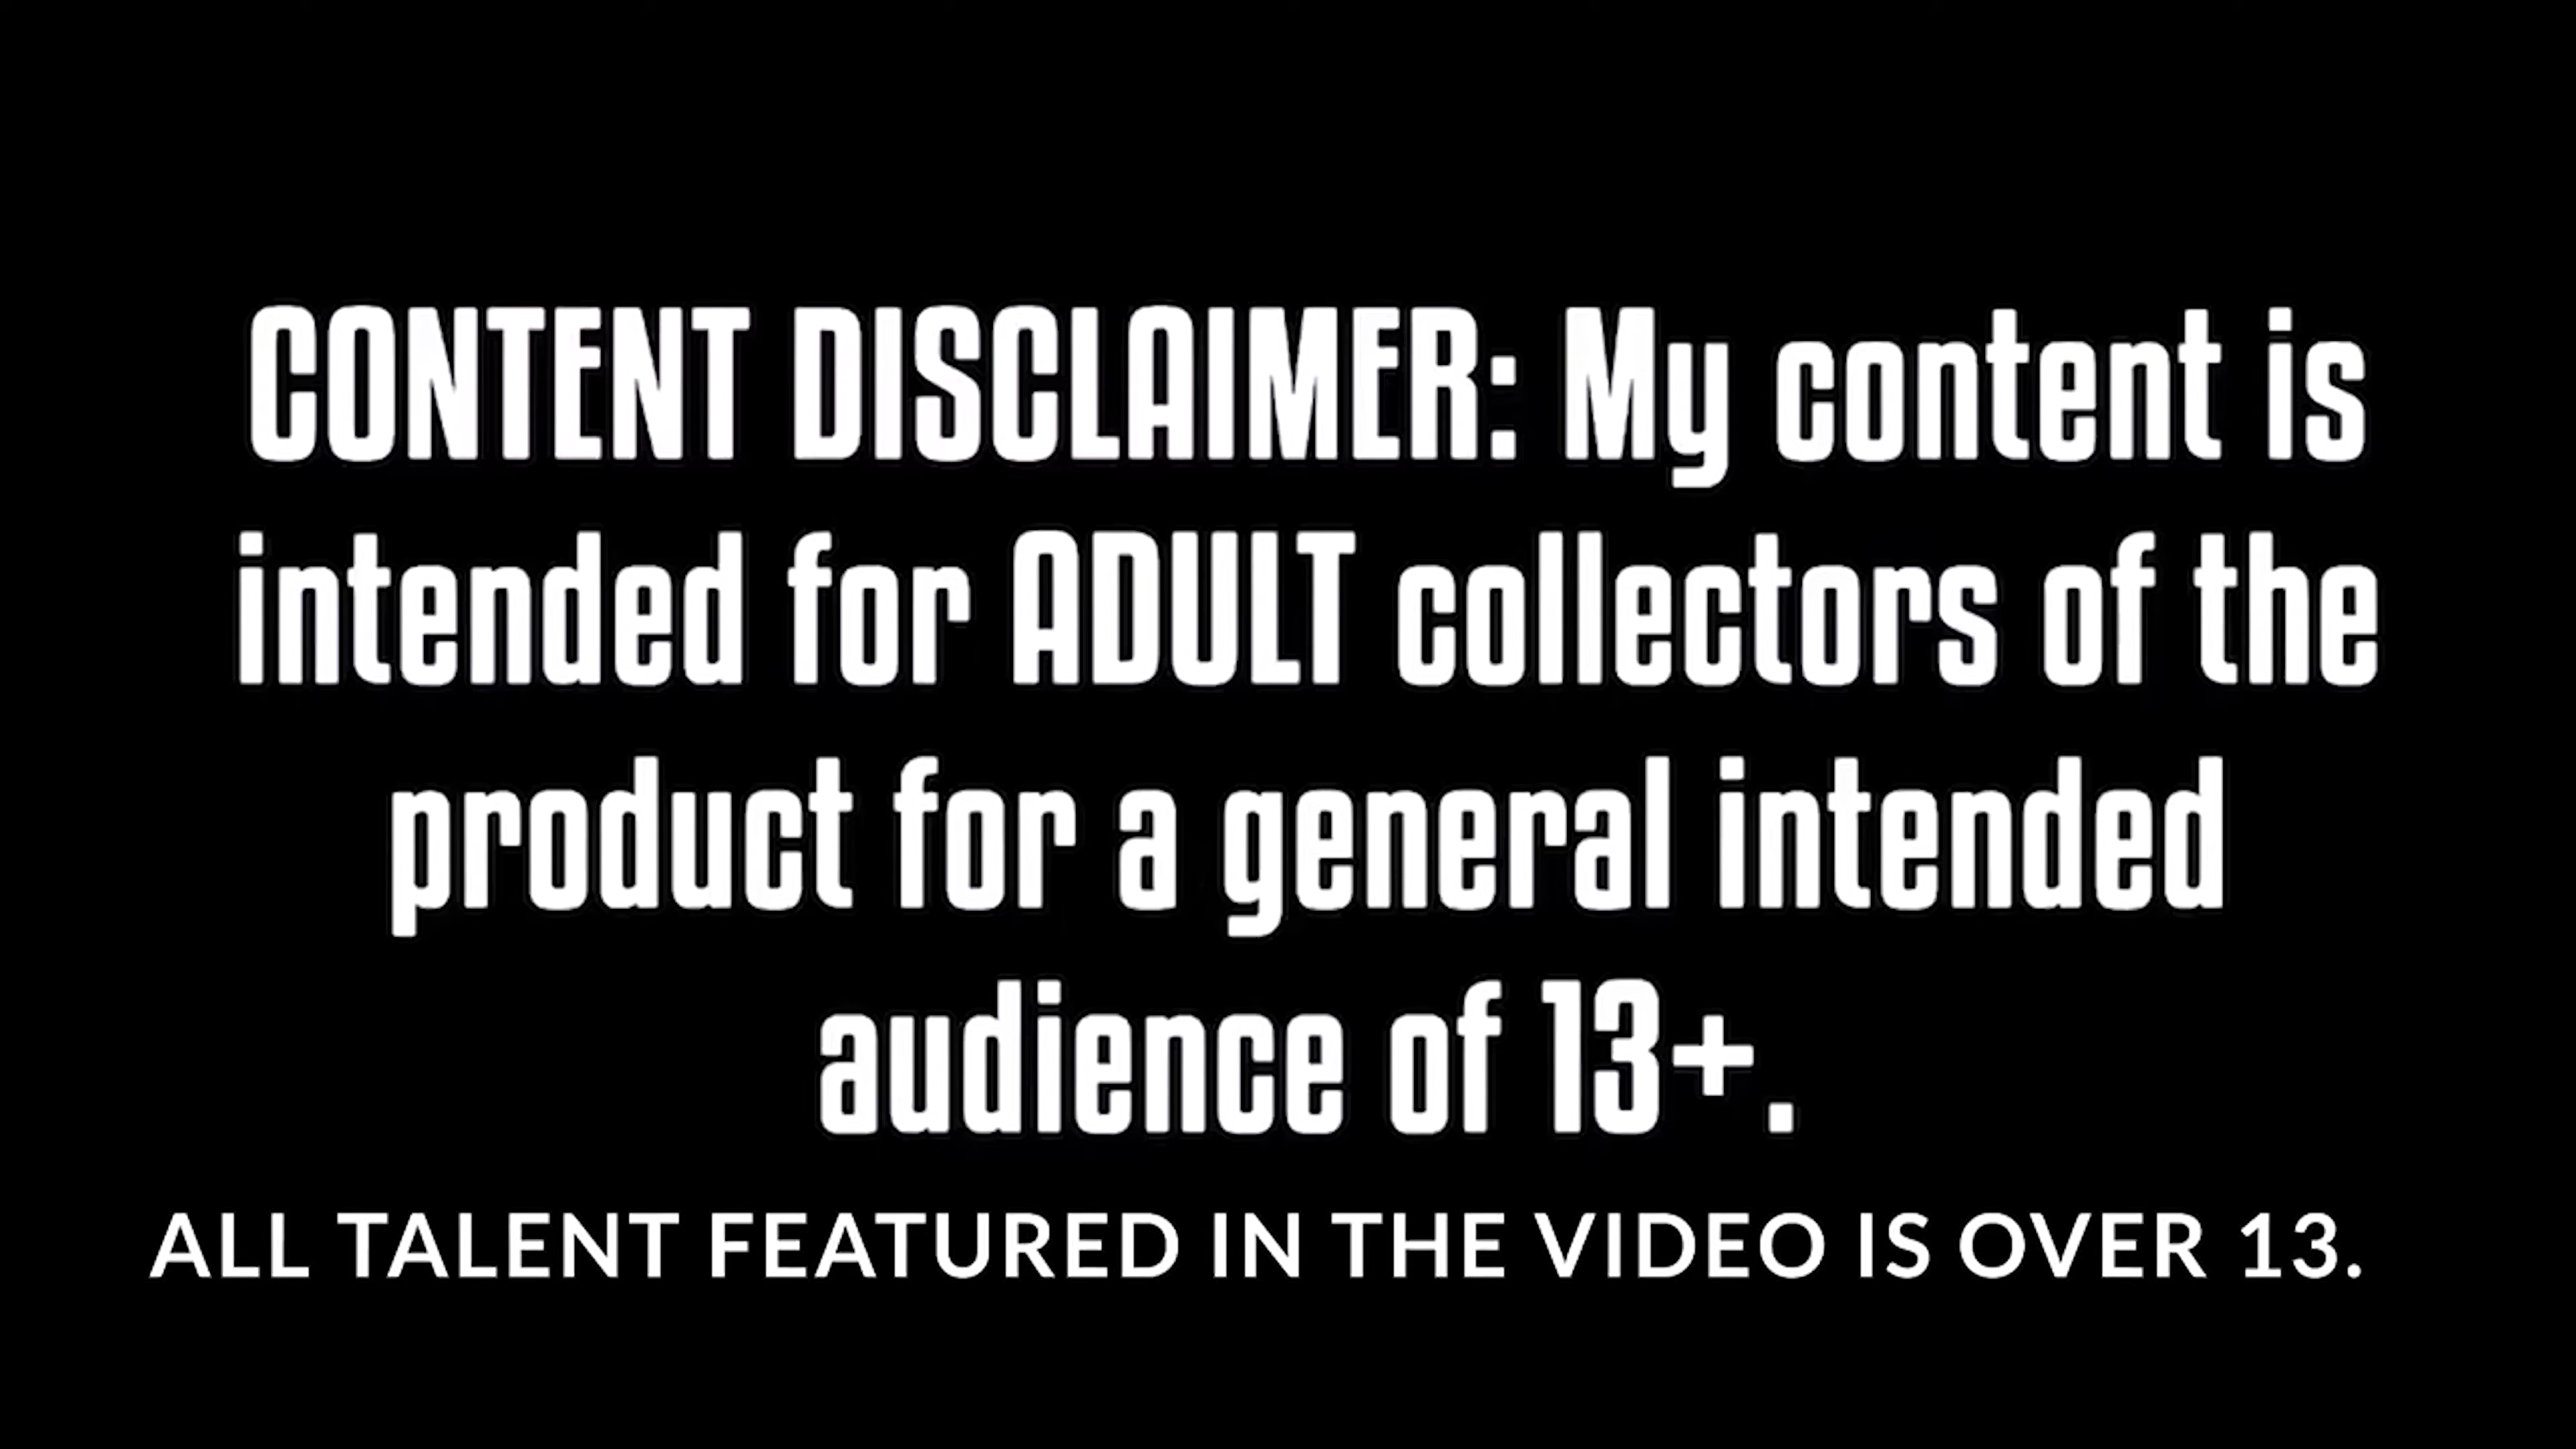 CONTENT DISCLAIMER: My content is
intended for ADULT collectors of the
product for a general intended
audience of 13+.
ALL TALENT FEATURED IN THE VIDEO IS OVER 13.